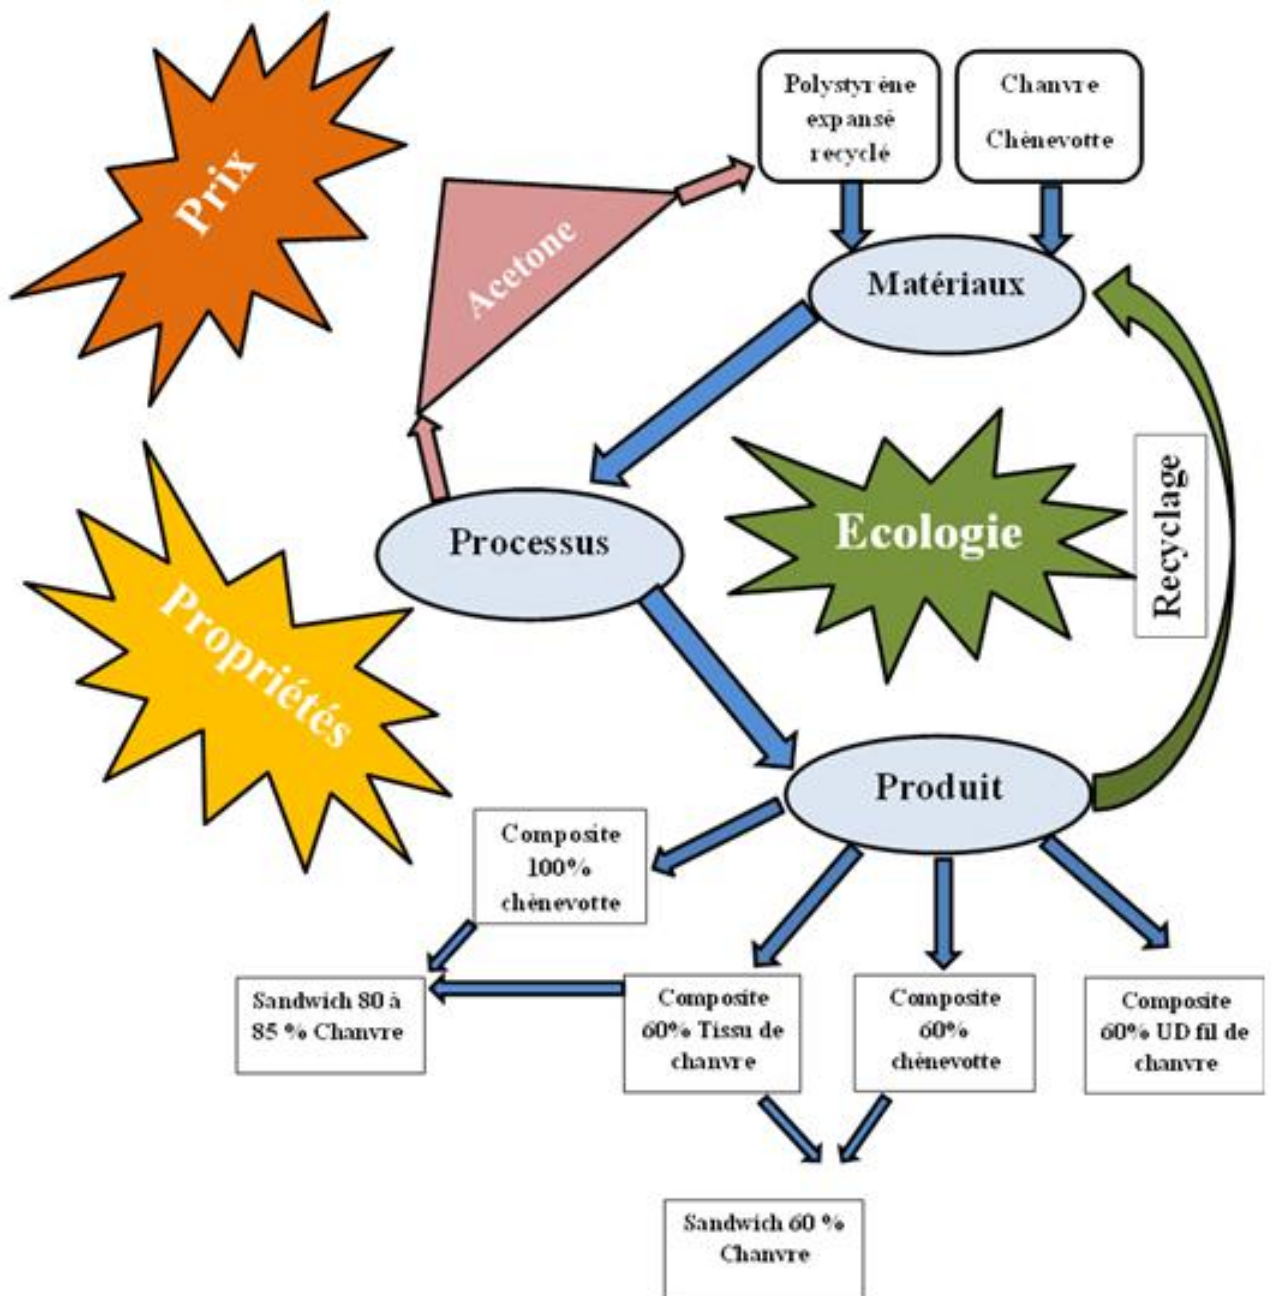 Prix
Polystyrène
expansé
recyclé
Chanvre
Chènevotte
Acetone
Matériaux
Processus
Ecologie
Recyclage
Propriétés
Produit
Composite
100%
chènevotte
Sandwich 80 à
85 % Chanvre
Composite
60% Tissu de
chanvre
Composite
60%
chènevotte
Composite
60% UD fil de
chanvre
Sandwich 60 %
Chanvre